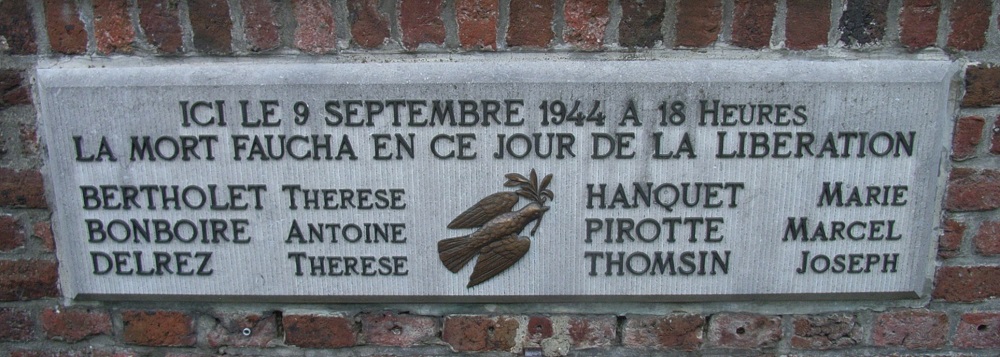 ICI LE 9 SEPTEMBRE 1944 A 18 HEURES
LA MORT FAUCHA EN CE JOUR DE LA LIBERATION
BERTHOLET THERESE
BONBOIRE ANTOINE
DELREZ THERESE
HANQUET MARIE
PIROTTE MARCEL
THOMSIN JOSEPH